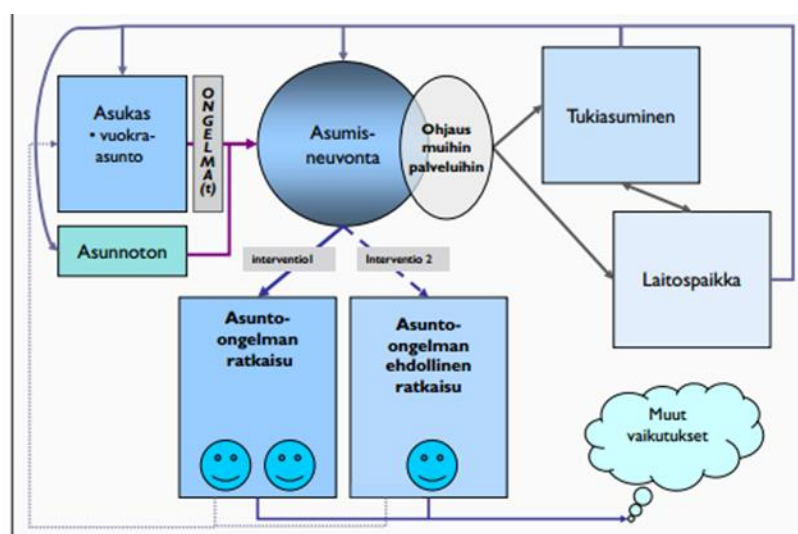 Asukas
• vuokra-
asunto
ONGELMA(t)
Asumis-
neuvonta
Ohjaus
muihin
palveluihin
Tukiasuminen
Asunnoton
Laitospaikka
interventio1
Interventio 2
Asunto-
ongelman
ratkaisu
Asunto-
ongelman
ehdollinen
ratkaisu
Muut
vaikutukset